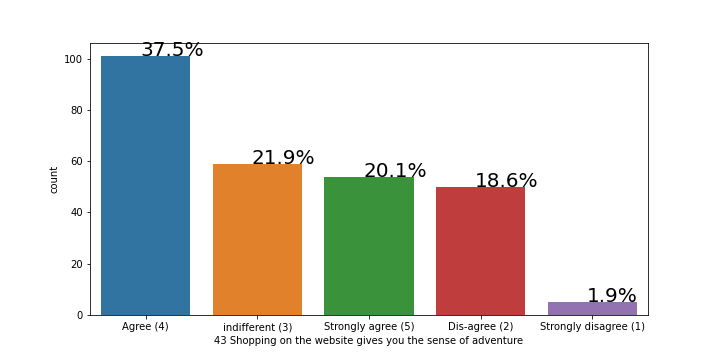 37.5%
100
80
21.9%
60
20.1%
18.6%
count
40
20
1.9%
0
Agree (4)
indifferent (3)
Strongly agree (5)
Dis-agree (2)
Strongly disagree (1)
43 Shopping on the website gives you the sense of adventure